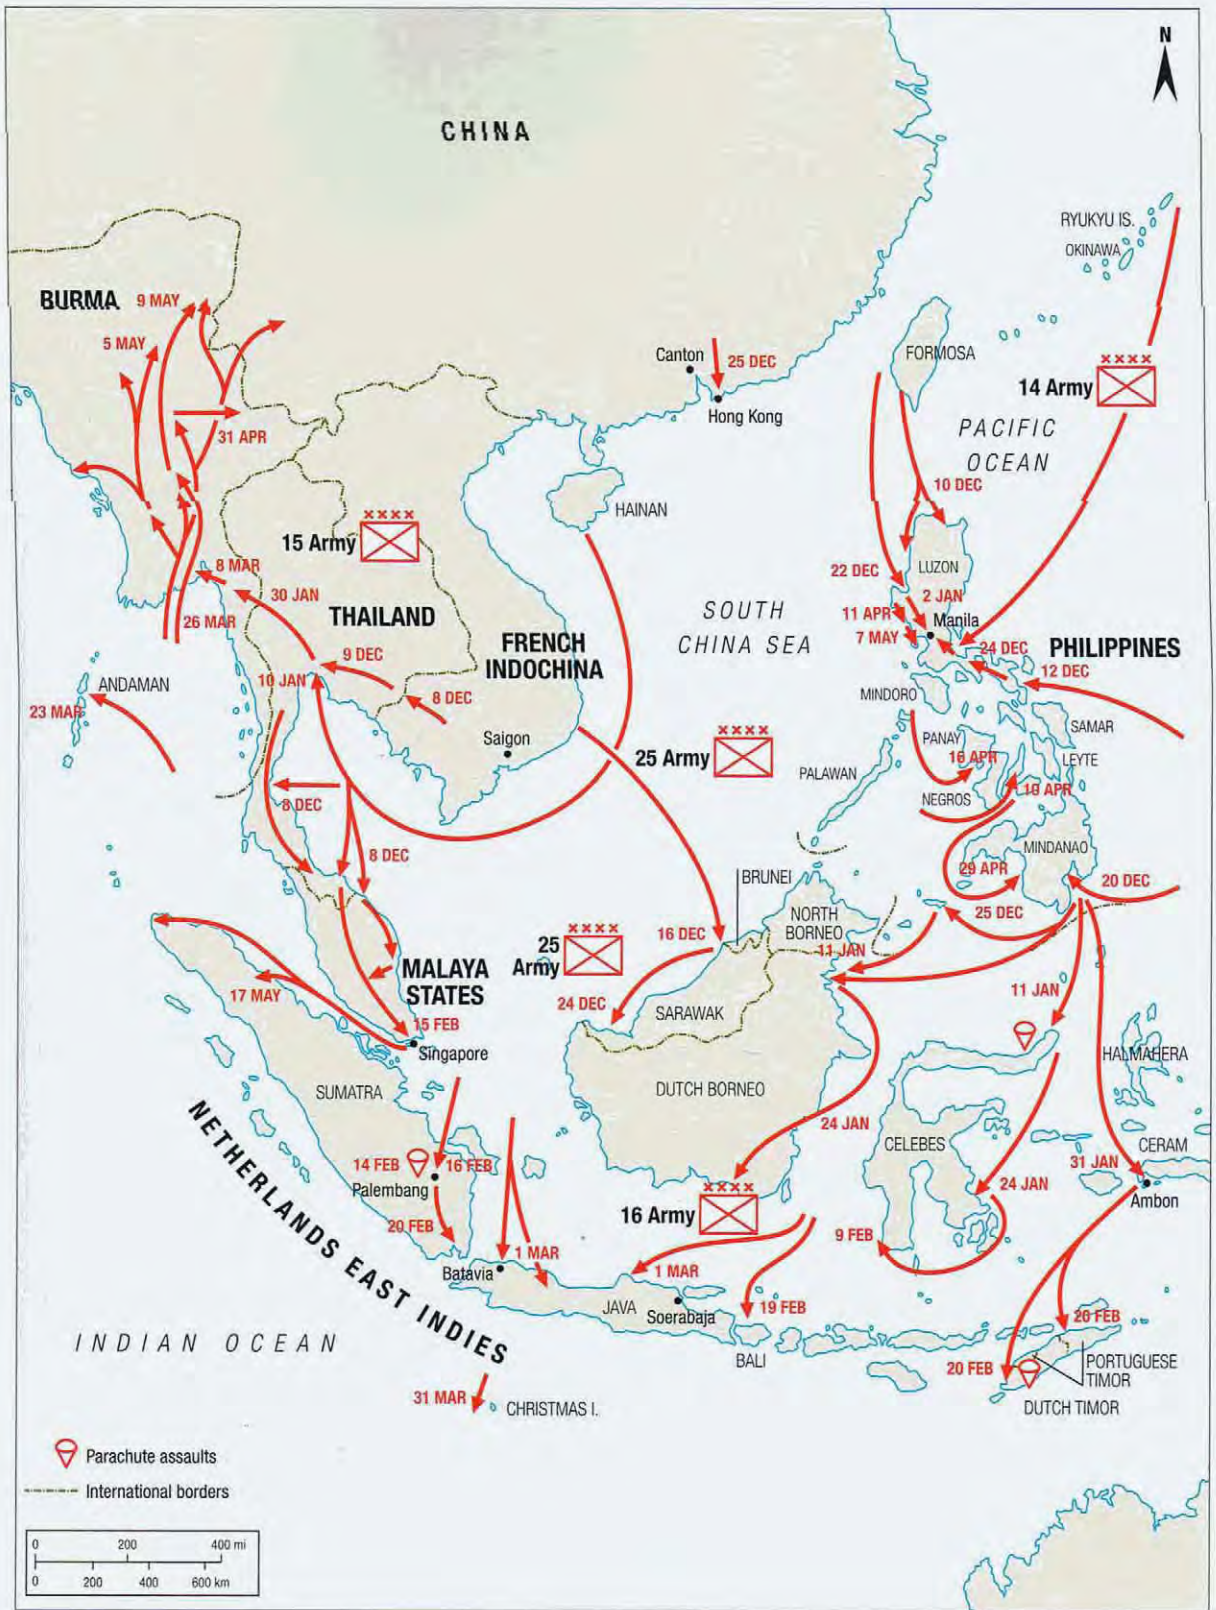 N
CHINA
RYUKYU IS.
OKINAWA
BURMA
9 MAY
5 MAY
FORMOSA
Canton
25 DEC
Hong Kong
××××
14 Army
31 APR
PACIFIC
OCEAN
10 DEC
HAINAN
××××
15 Army
LUZON
8 MAR
22 DEC
30 JAN
2 JAN
THAILAND
SOUTH
CHINA SEA
11 APR
Manila
26 MAR
7 MAY
FRENCH
INDOCHINA
24 DEC
PHILIPPINES
9 DEC
12 DEC
10 JAN
ANDAMAN
8 DEC
MINDORO
23 MAR
SAMAR
Saigon
PANAY
××××
25 Army
16 APR
LEYTE
PALAWAN
10 APR
NEGROS
8 DEC
MINDANAO
8 DEC
29 APR
BRUNEI
20 DEC
25 DEC
NORTH
BORNEO
××××
25
Army
16 DEC
11 JAN
MALAYA
STATES
17 MAY
11 JAN
24 DEC
SARAWAK
15 FEB
Singapore
HALMAHERA
SUMATRA
DUTCH BORNEO
24 JAN
CELEBES
CERAM
NETHERLANDS EAST INDIES
14 FEB
16 FEB
31 JAN
Palembang
24 JAN
Ambon
××××
16 Army
20 FEB
9 FEB
1 MAR
Batavia
1 MAR
JAVA
19 FEB
Soerabaja
20 FEB
INDIAN OCEAN
BALI
20 FEB
PORTUGUESE
TIMOR
31 MAR
CHRISTMAS I.
DUTCH TIMOR
Parachute assaults
International borders
0 200 400 mi
0 200 400 600 km